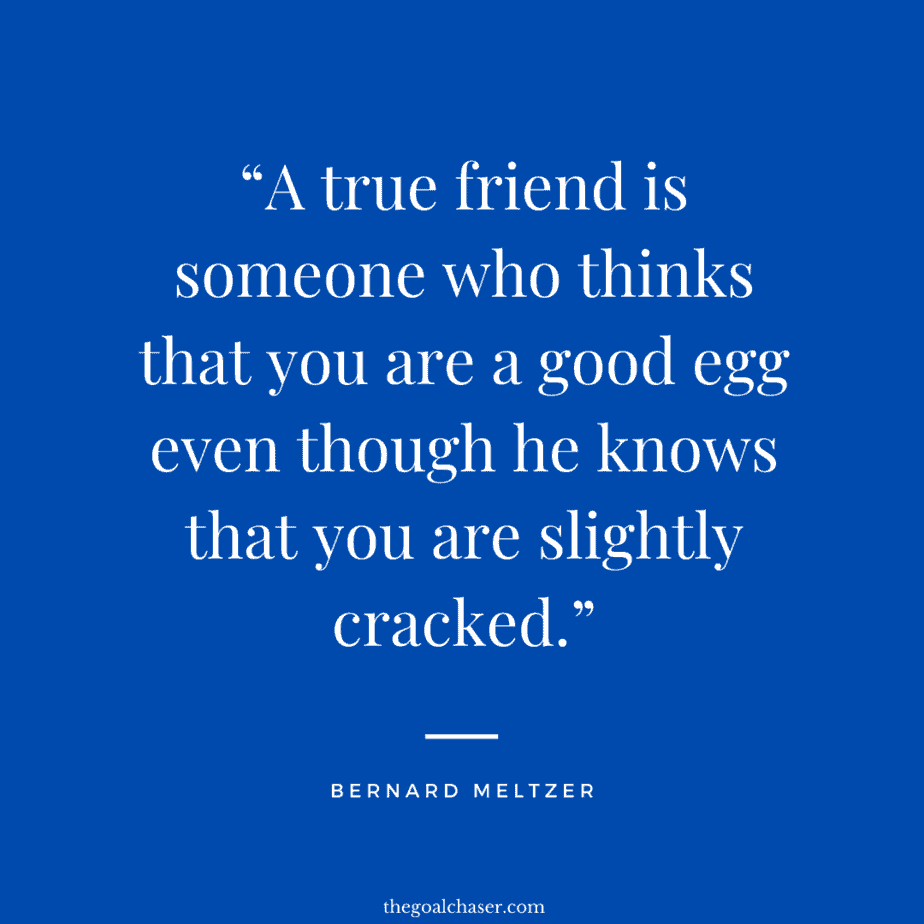 “A true friend is
someone who thinks
that you are a good egg
even though he knows
that you are slightly
cracked.”
BERNARD MELTZER
thegoalchaser.com